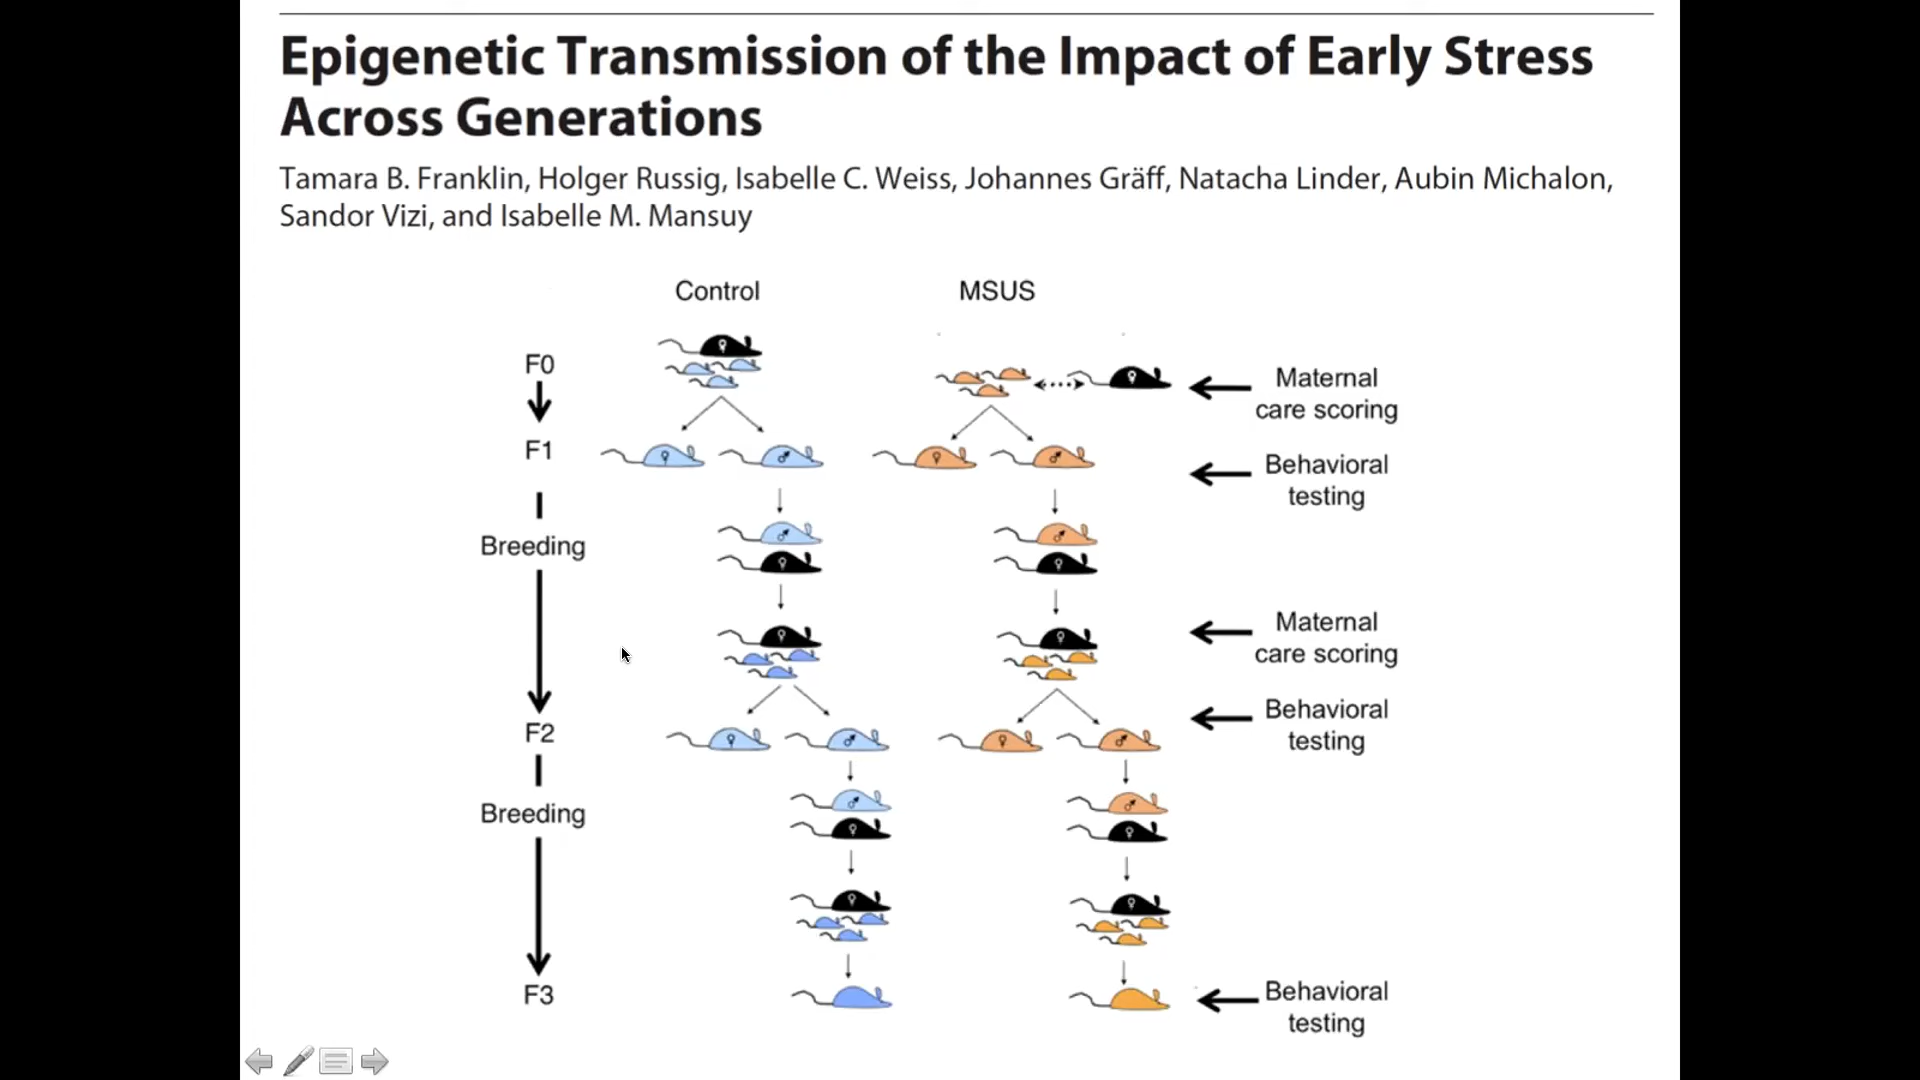 Epigenetic Transmission of the Impact of Early Stress
Across Generations
Tamara B. Franklin, Holger Russig, Isabelle C. Weiss, Johannes Gräff, Natacha Linder, Aubin Michalon,
Sandor Vizi, and Isabelle M. Mansuy
Control
MSUS
F0
Maternal
care scoring
F1
Behavioral
testing
Breeding
Maternal
care scoring
F2
Behavioral
testing
Breeding
F3
Behavioral
testing